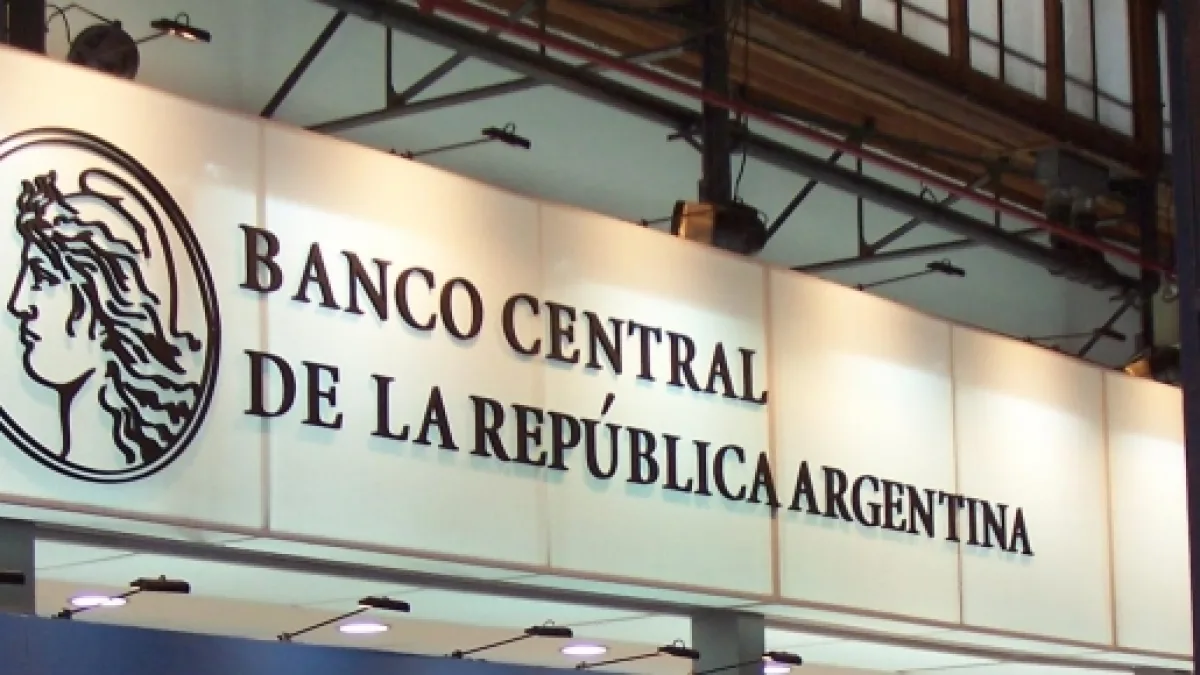 BANCO CENTRAL
DE LA REPÚBLICA ARGENTINA